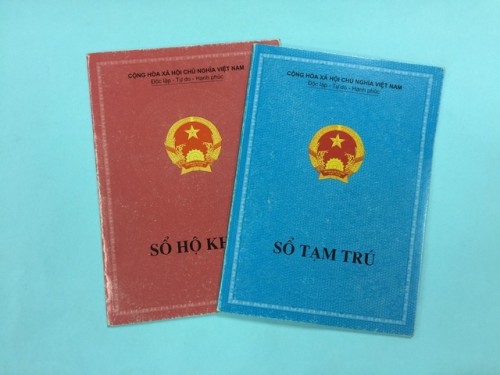 CỘNG HÒA XÃ HỘI CHỦ NGHĨA VIỆT NAM
Độc lập - Tự do - Hạnh phúc
SỔ HỘ KH
CỘNG HÒA XÃ HỘI CHỦ NGHĨA VIỆT NAM
Độc lập - Tự do - Hạnh phúc
SỔ TẠM TRÚ